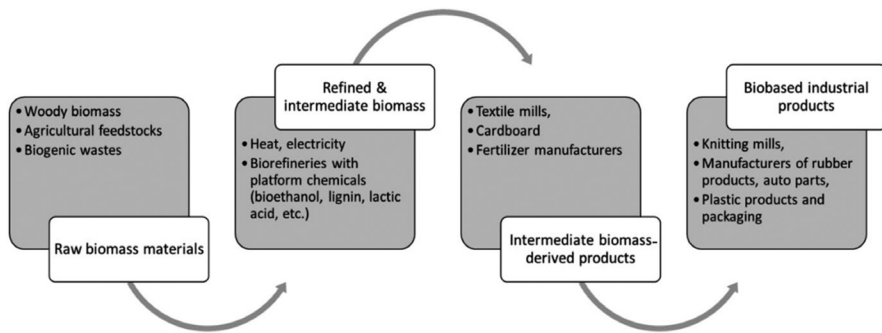 • Woody biomass
• Agricultural feedstocks
• Biogenic wastes
Raw biomass materials
Refined &
intermediate biomass
• Heat, electricity
• Biorefineries with
platform chemicals
(bioethanol, lignin, lactic
acid, etc.)
• Textile mills,
• Cardboard
• Fertilizer manufacturers
Intermediate biomass-
derived products
Biobased industrial
products
• Knitting mills,
• Manufacturers of rubber
products, auto parts,
• Plastic products and
packaging